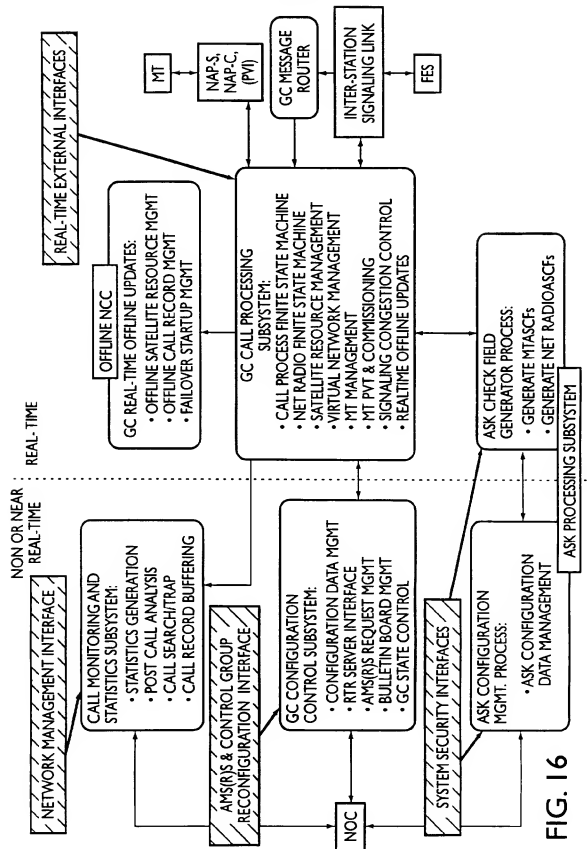 NON OR NEAR
REAL-TIME
REAL- TIME
NETWORK MANAGEMENT INTERFACE
REAL-TIME EXTERNAL INTERFACES
CALL MONITORING AND
STATISTICS SUBSYSTEM:
• STATISTICS GENERATION
• POST CALL ANALYSIS
• CALL SEARCH/TRAP
• CALL RECORD BUFFERING
OFFLINE NCC
GC REAL-TIME OFFLINE UPDATES:
• OFFLINE SATELLITE RESOURCE MGMT
• OFFLINE CALL RECORD MGMT
• FAILOVER STARTUP MGMT
MT
NAP-S,
NAP-C,
(PVI)
GC MESSAGE
ROUTER
INTER-STATION
SIGNALING LINK
FES
AMS(R)S & CONTROL GROUP
RECONFIGURATION INTERFACE
GC CONFIGURATION
CONTROL SUBSYSTEM:
• CONFIGURATION DATA MGMT
• RTR SERVER INTERFACE
• AMS(R)S REQUEST MGMT
• BULLETIN BOARD MGMT
• GC STATE CONTROL
GC CALL PROCESSING
SUBSYSTEM:
• CALL PROCESS FINITE STATE MACHINE
• NET RADIO FINITE STATE MACHINE
• SATELLITE RESOURCE MANAGEMENT
• VIRTUAL NETWORK MANAGEMENT
• MT MANAGEMENT
• MT PVT & COMMISSIONING
• SIGNALING CONGESTION CONTROL
• REALTIME OFFLINE UPDATES
NOC
SYSTEM SECURITY INTERFACES
ASK CONFIGURATION
MGMT. PROCESS:
• ASK CONFIGURATION
DATA MANAGEMENT
ASK CHECK FIELD
GENERATOR PROCESS:
• GENERATE MTASCFs
• GENERATE NET RADIOASCFs
ASK PROCESSING SUBSYSTEM
FIG. 16